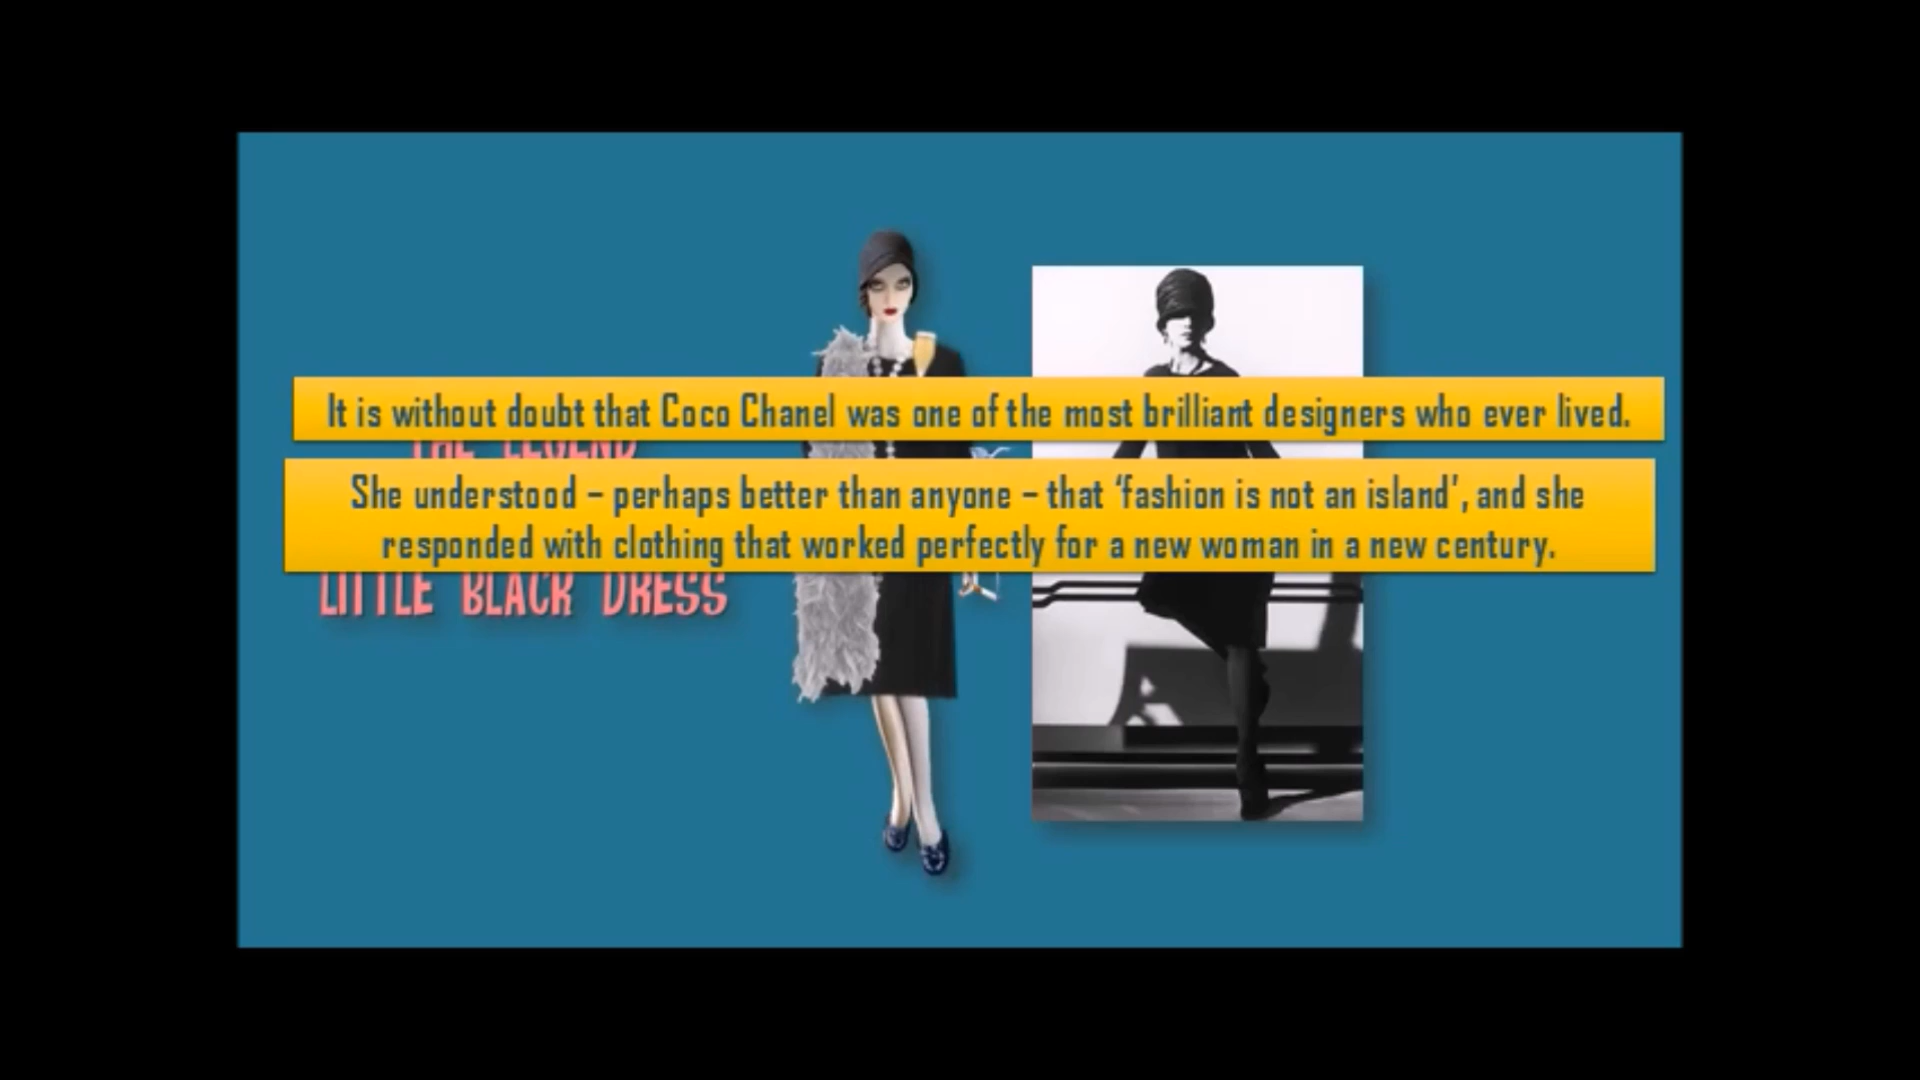 It is without doubt that Coco Chanel was one of the most brilliant designers who ever lived.
THE LEGEND
She understood – perhaps better than anyone – that ‘fashion is not an island’, and she
responded with clothing that worked perfectly for a new woman in a new century.
LITTLE BLACK DRESS